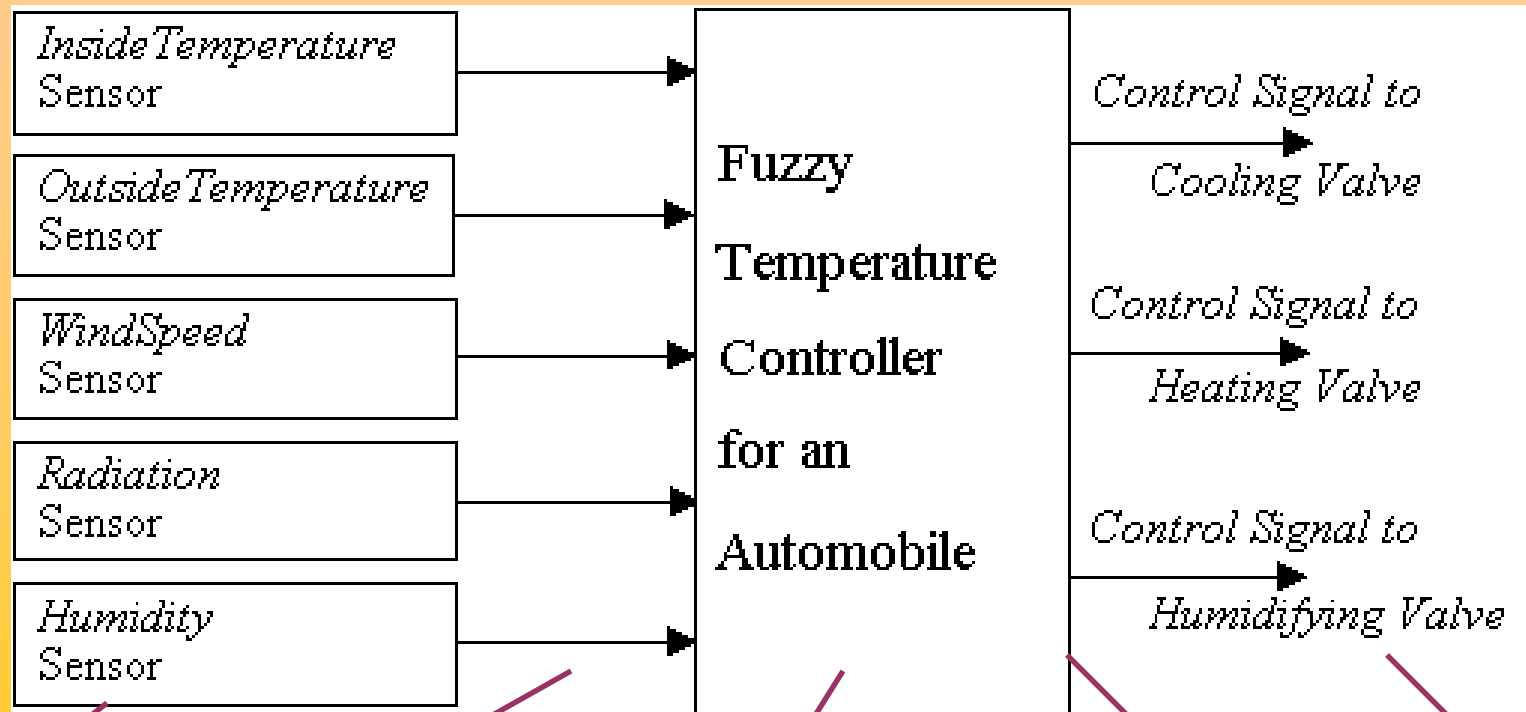 InsideTemperature
Sensor
OutsideTemperature
Sensor
WindSpeed
Sensor
Radiation
Sensor
Humidity
Sensor
Fuzzy
Temperature
Controller
for an
Automobile
Control Signal to
Cooling Valve
Control Signal to
Heating Valve
Control Signal to
Humidifying Valve